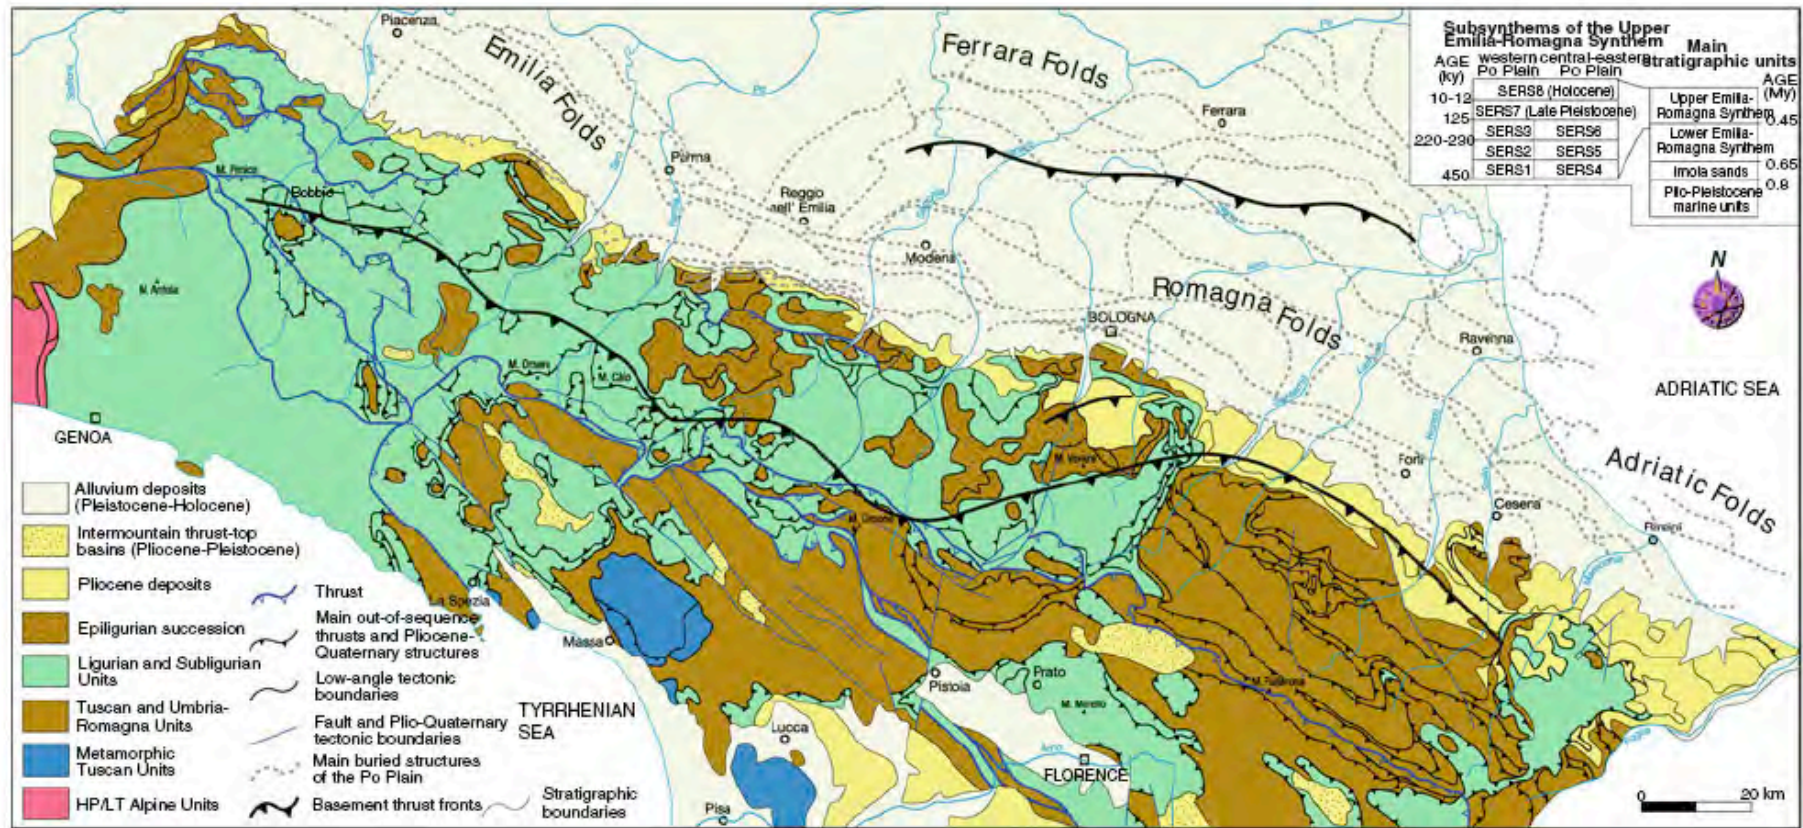 Piacenza
Emilia Folds
Ferrara Folds
Ferrara
Parma
Reggio
nell' Emilia
Modena
Romagna Folds
BOLOGNA
Ravenna
ADRIATIC SEA
Adriatic Folds
Forlì
Cesena
Rimini
Bobbio
M. Antola
GENOA
M. Orsaro
M. Caio
La Spezia
Massa
Pistoia
Prato
M. Morello
Lucca
FLORENCE
Pisa
Arno
Po
TYRRHENIAN
SEA
N
0 20 km
Subsynthems of the Upper
Emilia-Romagna Synthem
western central-eastern
Po Plain Po Plain
AGE
(ky)
SERS8 (Holocene)
10-12
SERS7 (Late Pleistocene)
125
SERS3 SERS6
220-230
SERS2 SERS5
450
SERS1 SERS4
Main
stratigraphic units
AGE
(My)
Upper Emilia-
Romagna Synthem
0.45
Lower Emilia-
Romagna Synthem
0.65
Imola sands
0.8
Plio-Pleistocene
marine units
Alluvium deposits
(Pleistocene-Holocene)
Intermountain thrust-top
basins (Pliocene-Pleistocene)
Pliocene deposits
Epiligurian succession
Ligurian and Subligurian
Units
Tuscan and Umbria-
Romagna Units
Metamorphic
Tuscan Units
HP/LT Alpine Units
Thrust
Main out-of-sequence
thrusts and Pliocene-
Quaternary structures
Low-angle tectonic
boundaries
Fault and Plio-Quaternary
tectonic boundaries
Main buried structures
of the Po Plain
Basement thrust fronts
Stratigraphic
boundaries